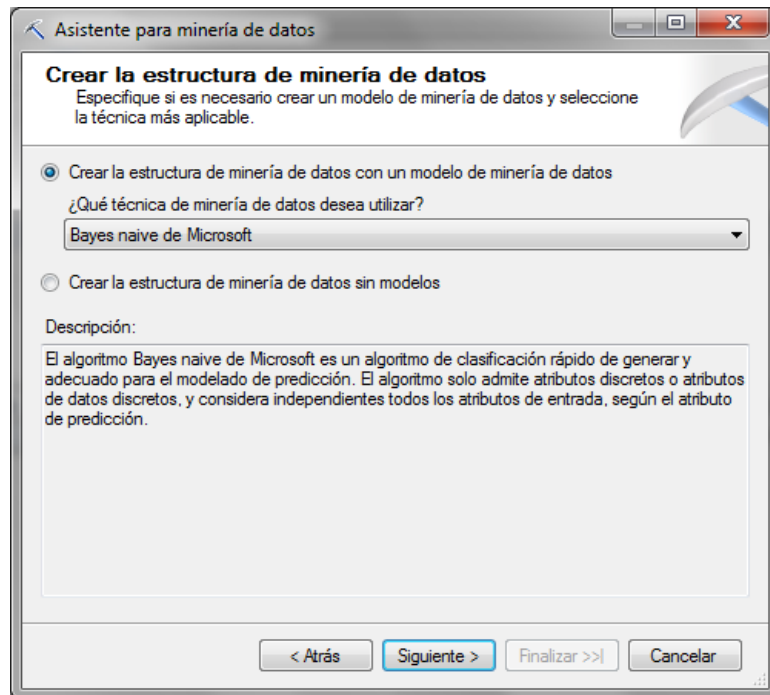 Asistente para minería de datos
Crear la estructura de minería de datos
Especifique si es necesario crear un modelo de minería de datos y seleccione
la técnica más aplicable.
Crear la estructura de minería de datos con un modelo de minería de datos
¿Qué técnica de minería de datos desea utilizar?
Bayes naive de Microsoft
Crear la estructura de minería de datos sin modelos
Descripción:
El algoritmo Bayes naive de Microsoft es un algoritmo de clasificación rápido de generar y
adecuado para el modelado de predicción. El algoritmo solo admite atributos discretos o atributos
de datos discretos, y considera independientes todos los atributos de entrada, según el atributo
de predicción.
< Atrás Siguiente > Finalizar >>| Cancelar